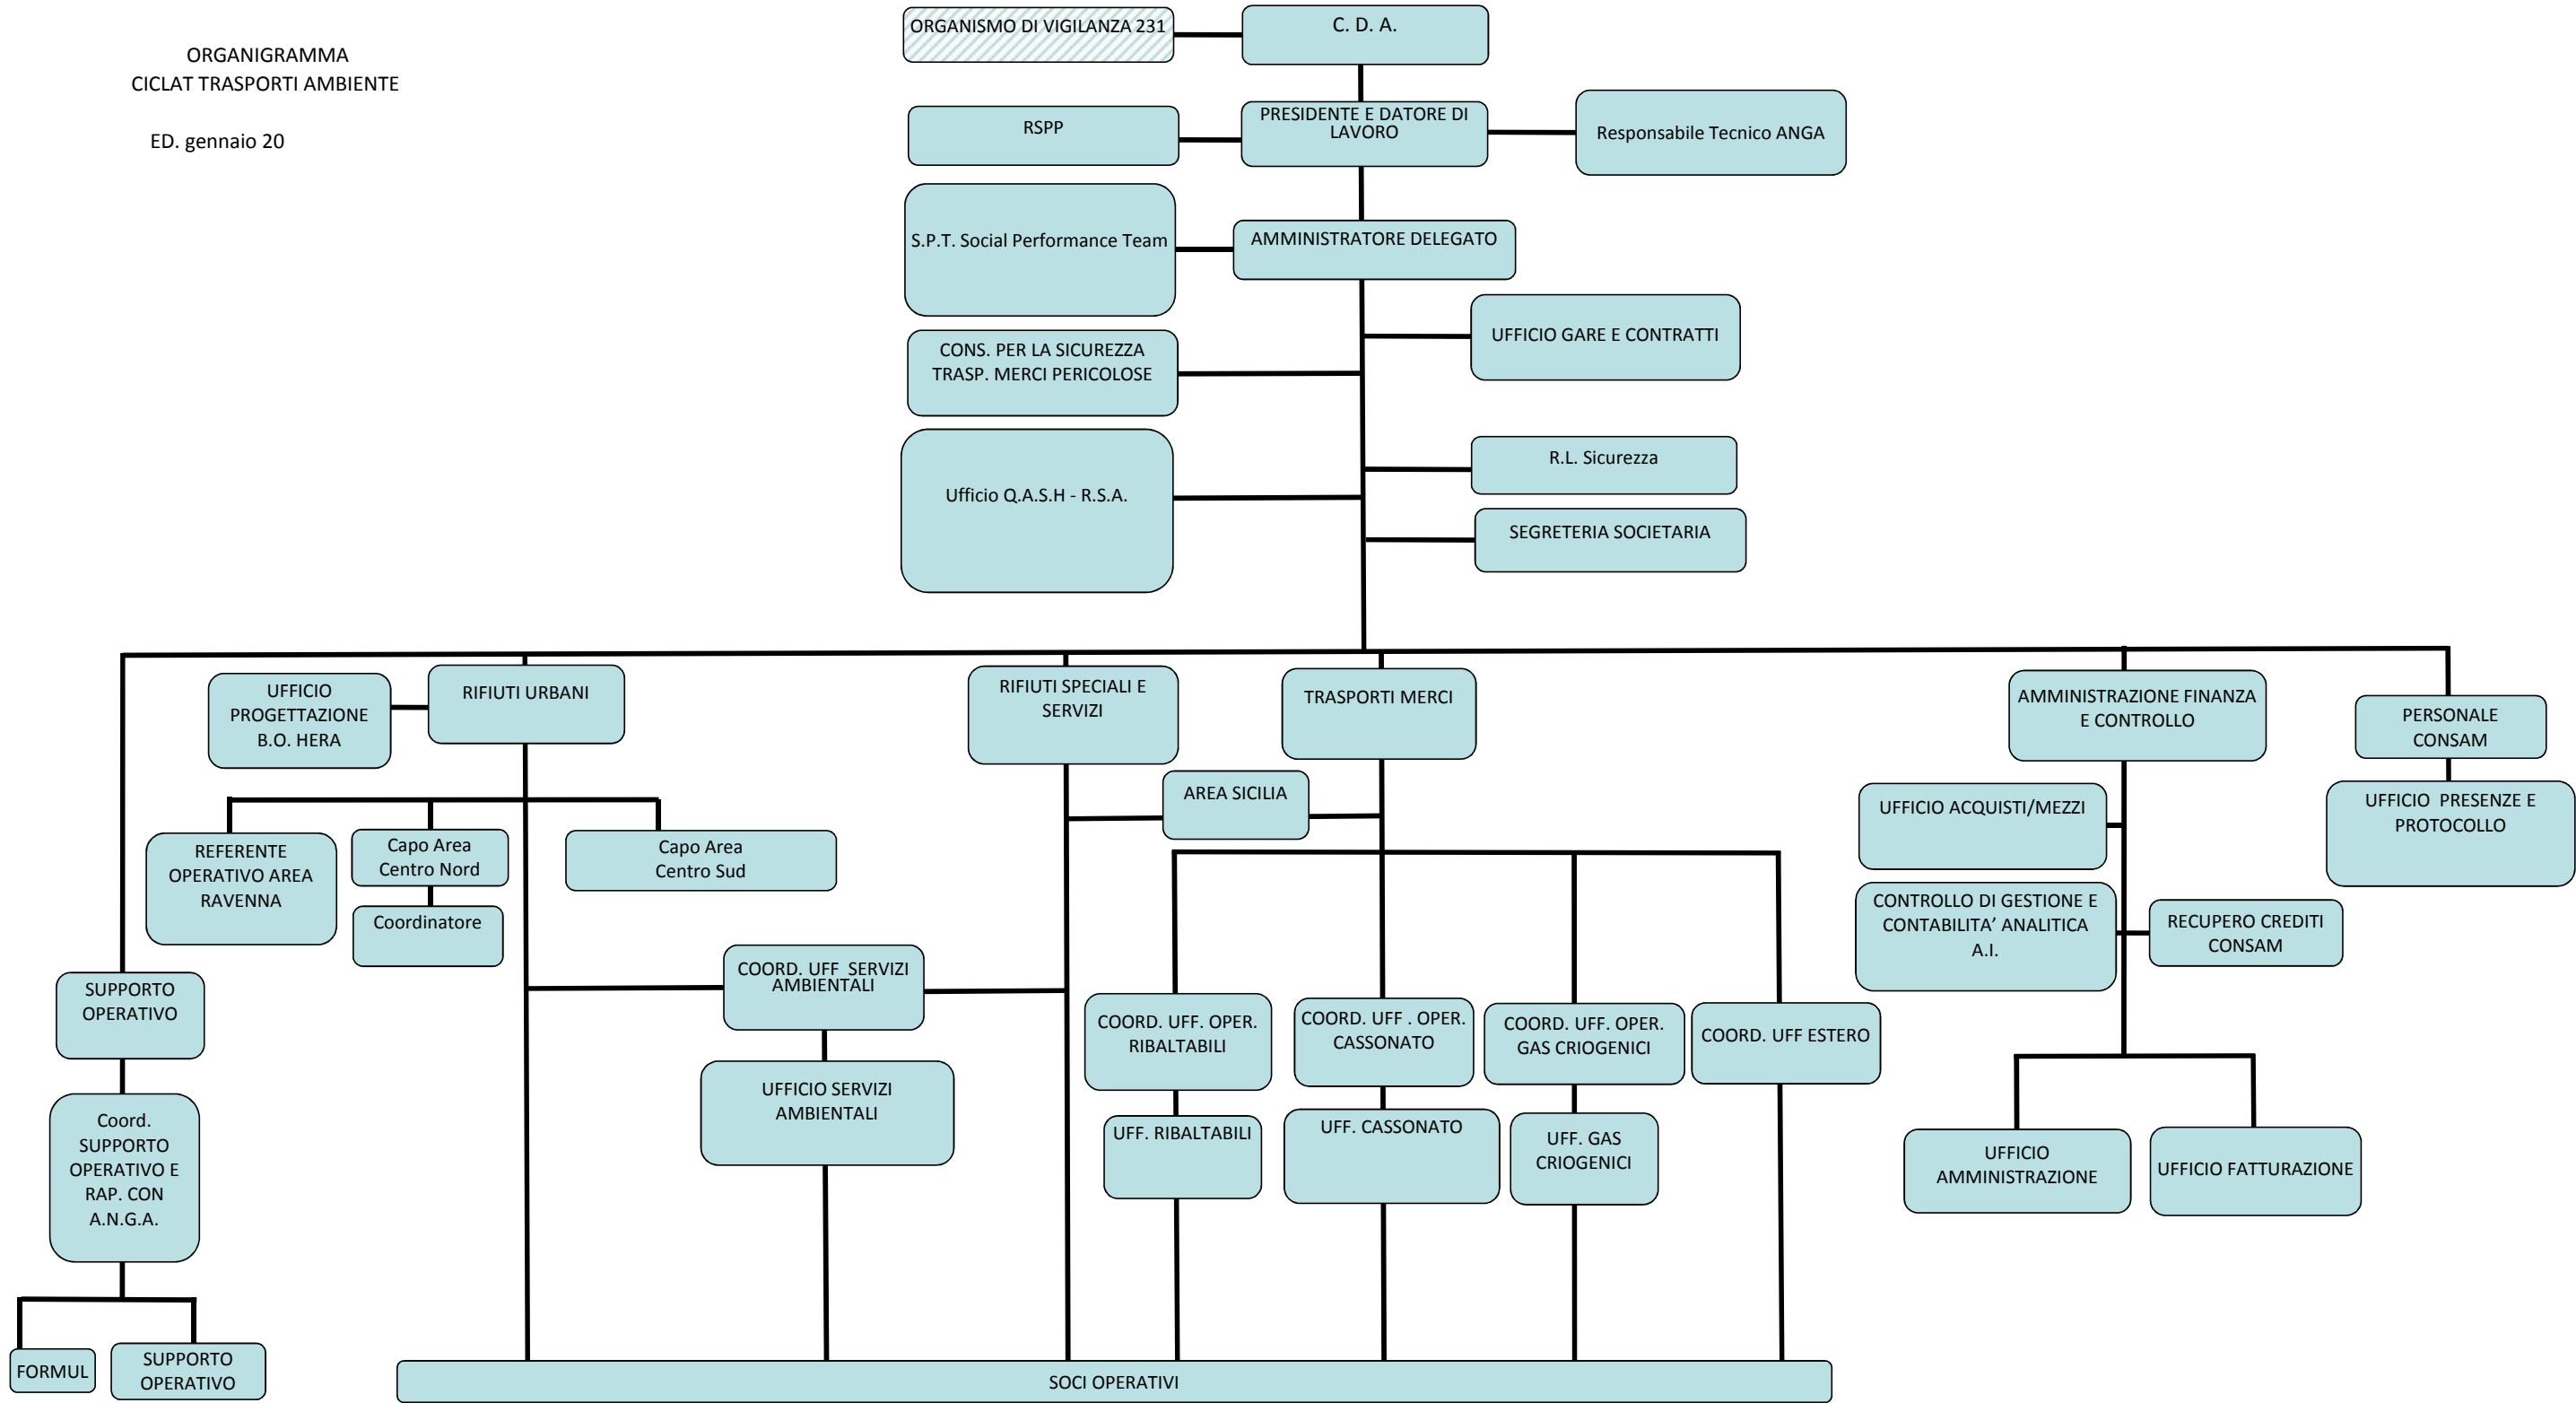 ORGANIGRAMMA
CICLAT TRASPORTI AMBIENTE
ED. gennaio 20
ORGANISMO DI VIGILANZA 231
C. D. A.
RSPP
PRESIDENTE E DATORE DI
LAVORO
Responsabile Tecnico ANGA
S.P.T. Social Performance Team
AMMINISTRATORE DELEGATO
UFFICIO GARE E CONTRATTI
CONS. PER LA SICUREZZA
TRASP. MERCI PERICOLOSE
R.L. Sicurezza
Ufficio Q.A.S.H - R.S.A.
SEGRETERIA SOCIETARIA
UFFICIO
PROGETTAZIONE
B.O. HERA
RIFIUTI URBANI
RIFIUTI SPECIALI E
SERVIZI
TRASPORTI MERCI
AMMINISTRAZIONE FINANZA
E CONTROLLO
PERSONALE
CONSAM
AREA SICILIA
UFFICIO ACQUISTI/MEZZI
UFFICIO  PRESENZE E
PROTOCOLLO
REFERENTE
OPERATIVO AREA
RAVENNA
Capo Area
Centro Nord
Capo Area
Centro Sud
Coordinatore
CONTROLLO DI GESTIONE E
CONTABILITA’ ANALITICA
A.I.
RECUPERO CREDITI
CONSAM
COORD. UFF  SERVIZI
AMBIENTALI
SUPPORTO
OPERATIVO
COORD. UFF. OPER.
RIBALTABILI
COORD. UFF . OPER.
CASSONATO
COORD. UFF. OPER.
GAS CRIOGENICI
COORD. UFF ESTERO
UFFICIO SERVIZI
AMBIENTALI
Coord.
SUPPORTO
OPERATIVO E
RAP. CON
A.N.G.A.
UFF. RIBALTABILI
UFF. CASSONATO
UFF. GAS
CRIOGENICI
UFFICIO
AMMINISTRAZIONE
UFFICIO FATTURAZIONE
FORMUL
SUPPORTO
OPERATIVO
SOCI OPERATIVI